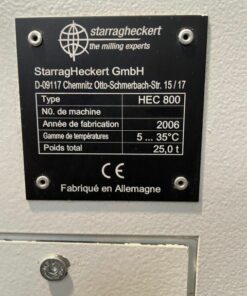 starragheckert
the milling experts
StarragHeckert GmbH
D-09117 Chemnitz Otto-Schmerbach-Str. 15 / 17
Type HEC 800
N0. de machine
Année de fabrication 2006
Gamme de températures 5 ... 35°C
Poids total 25,0 t
CE
Fabriqué en Allemagne